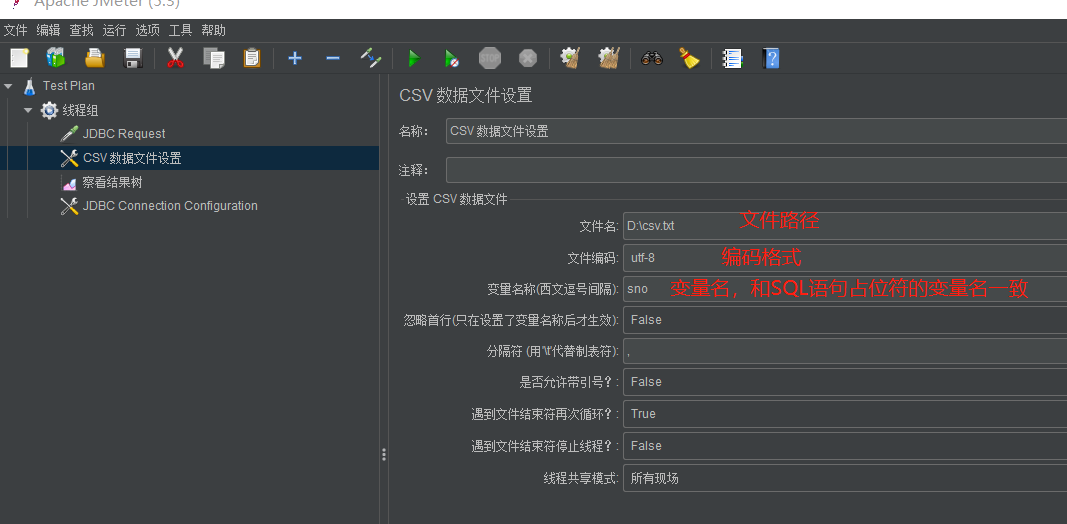 Apache JMeter (5.3)
文件 编辑 查找 运行 选项 工具 帮助
STOP
Test Plan
线程组
JDBC Request
CSV 数据文件设置
察看结果树
JDBC Connection Configuration
CSV 数据文件设置
名称： CSV 数据文件设置
注释：
设置 CSV 数据文件
文件名: D:\csv.txt 文件路径
文件编码: utf-8 编码格式
变量名称(西文逗号间隔): sno 变量名，和SQL语句占位符的变量名一致
忽略首行(只在设置了变量名称后才生效): False
分隔符 (用'\t'代替制表符): ,
是否允许带引号？: False
遇到文件结束符再次循环？: True
遇到文件结束符停止线程？: False
线程共享模式: 所有现场